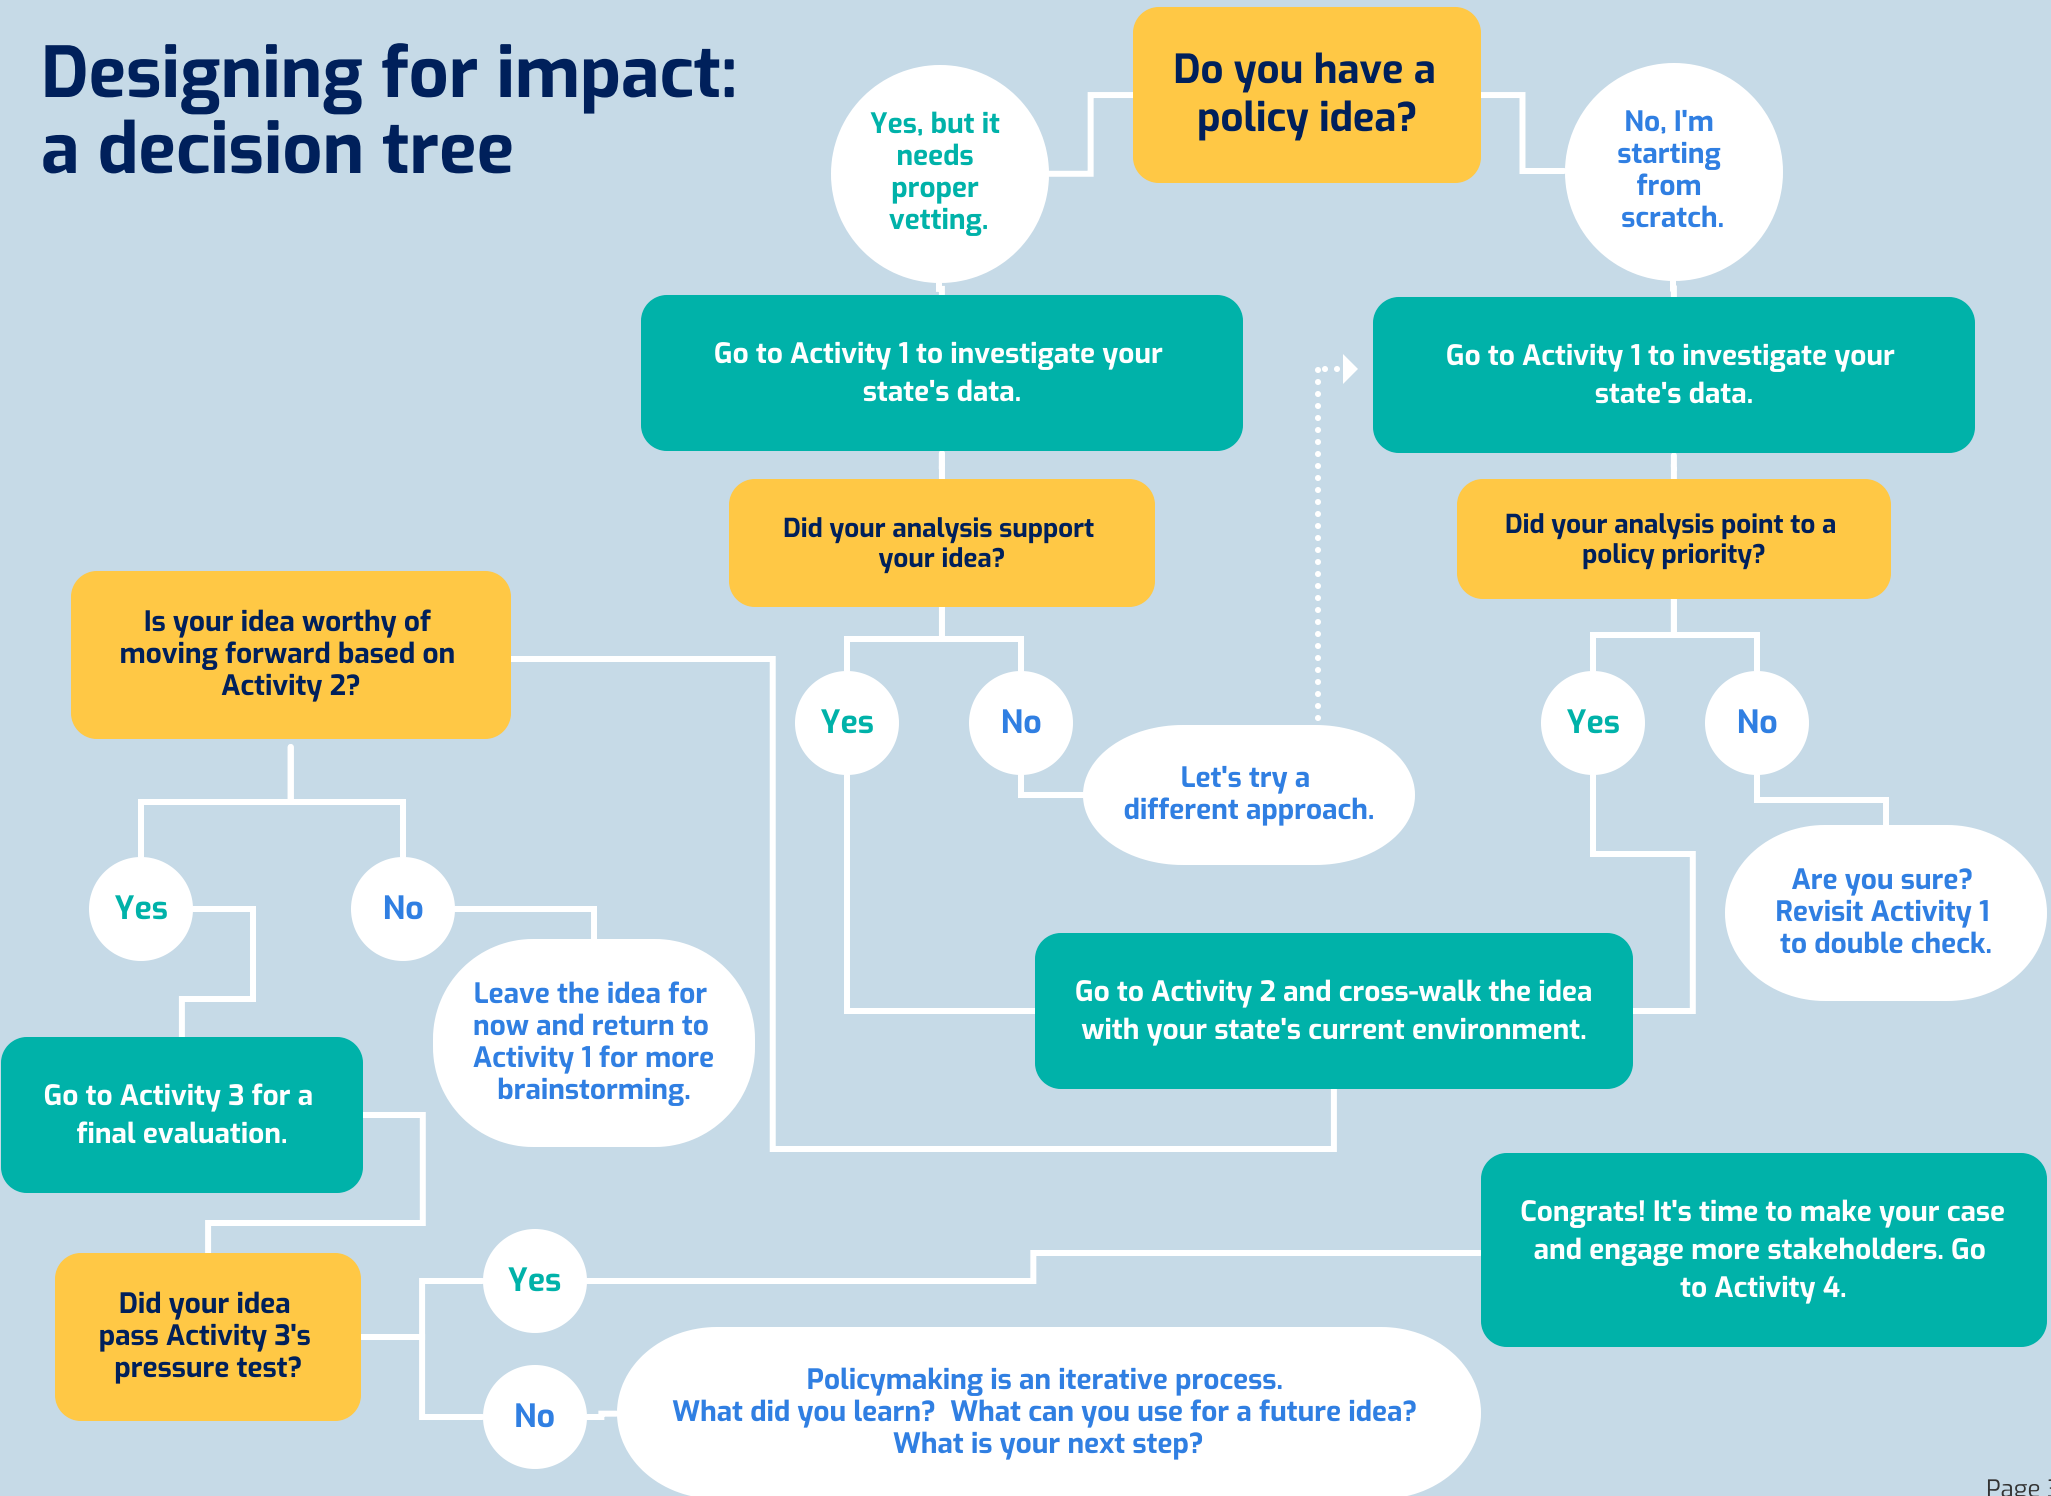 Designing for impact:
a decision tree
Do you have a
policy idea?
Yes, but it
needs
proper
vetting.
No, I'm
starting
from
scratch.
Go to Activity 1 to investigate your
state's data.
Go to Activity 1 to investigate your
state's data.
Did your analysis support
your idea?
Did your analysis point to a
policy priority?
Yes
No
Let's try a
different approach.
Yes
No
Are you sure?
Revisit Activity 1
to double check.
Go to Activity 2 and cross-walk the idea
with your state's current environment.
Is your idea worthy of
moving forward based on
Activity 2?
Yes
No
Leave the idea for
now and return to
Activity 1 for more
brainstorming.
Go to Activity 3 for a
final evaluation.
Did your idea
pass Activity 3's
pressure test?
Yes
Congrats! It's time to make your case
and engage more stakeholders. Go
to Activity 4.
No
Policymaking is an iterative process.
What did you learn?  What can you use for a future idea?
What is your next step?
Page